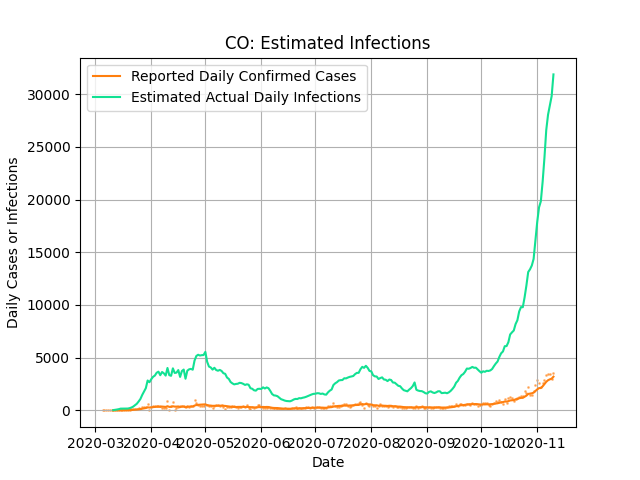 CO: Estimated Infections
Reported Daily Confirmed Cases
Estimated Actual Daily Infections
30000
25000
20000
15000
10000
5000
0
Daily Cases or Infections
2020-03 2020-04 2020-05 2020-06 2020-07 2020-08 2020-09 2020-10 2020-11
Date